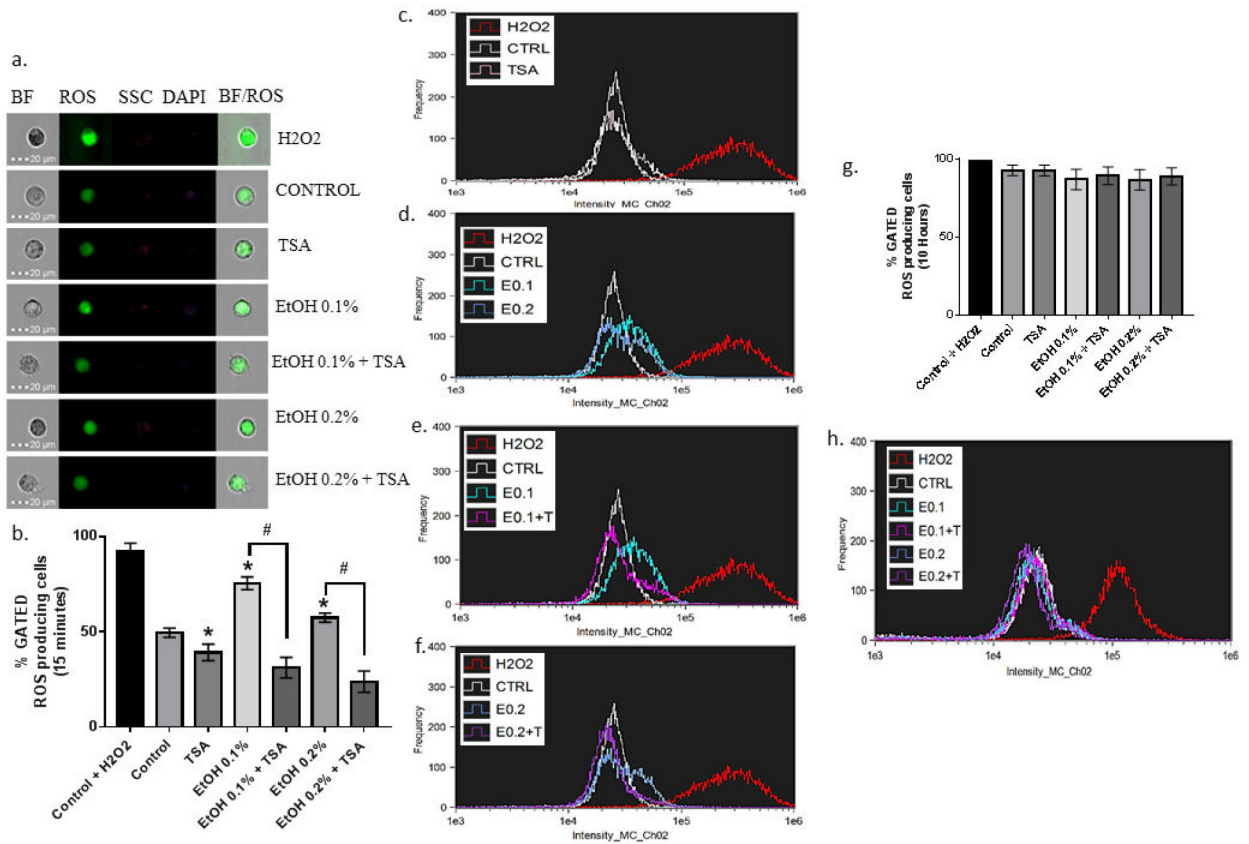 a.
BF ROS SSC DAPI BF/ROS
20 µm H2O2
20 µm CONTROL
20 µm TSA
20 µm EtOH 0.1%
20 µm EtOH 0.1% + TSA
20 µm EtOH 0.2%
20 µm EtOH 0.2% + TSA
b.
% GATED
ROS producing cells
(15 minutes)
100
50
0
* * * # #
Control + H2O2
Control
TSA
EtOH 0.1%
EtOH 0.1% + TSA
EtOH 0.2%
EtOH 0.2% + TSA
c.
H2O2
CTRL
TSA
Frequency
400
300
200
100
0
1e3 1e4 1e5 1e6
Intensity_MC_Ch02
d.
H2O2
CTRL
E0.1
E0.2
Frequency
400
300
200
100
0
1e3 1e4 1e5 1e6
Intensity_MC_Ch02
e.
H2O2
CTRL
E0.1
E0.1+T
Frequency
400
300
200
100
0
1e3 1e4 1e5 1e6
Intensity_MC_Ch02
f.
H2O2
CTRL
E0.2
E0.2+T
Frequency
400
300
200
100
0
1e3 1e4 1e5 1e6
Intensity_MC_Ch02
g.
% GATED
ROS producing cells
(10 Hours)
100
50
0
Control + H2O2
Control
TSA
EtOH 0.1%
EtOH 0.1% + TSA
EtOH 0.2%
EtOH 0.2% + TSA
h.
H2O2
CTRL
E0.1
E0.1+T
E0.2
E0.2+T
Frequency
400
300
200
100
0
1e3 1e4 1e5 1e6
Intensity_MC_Ch02